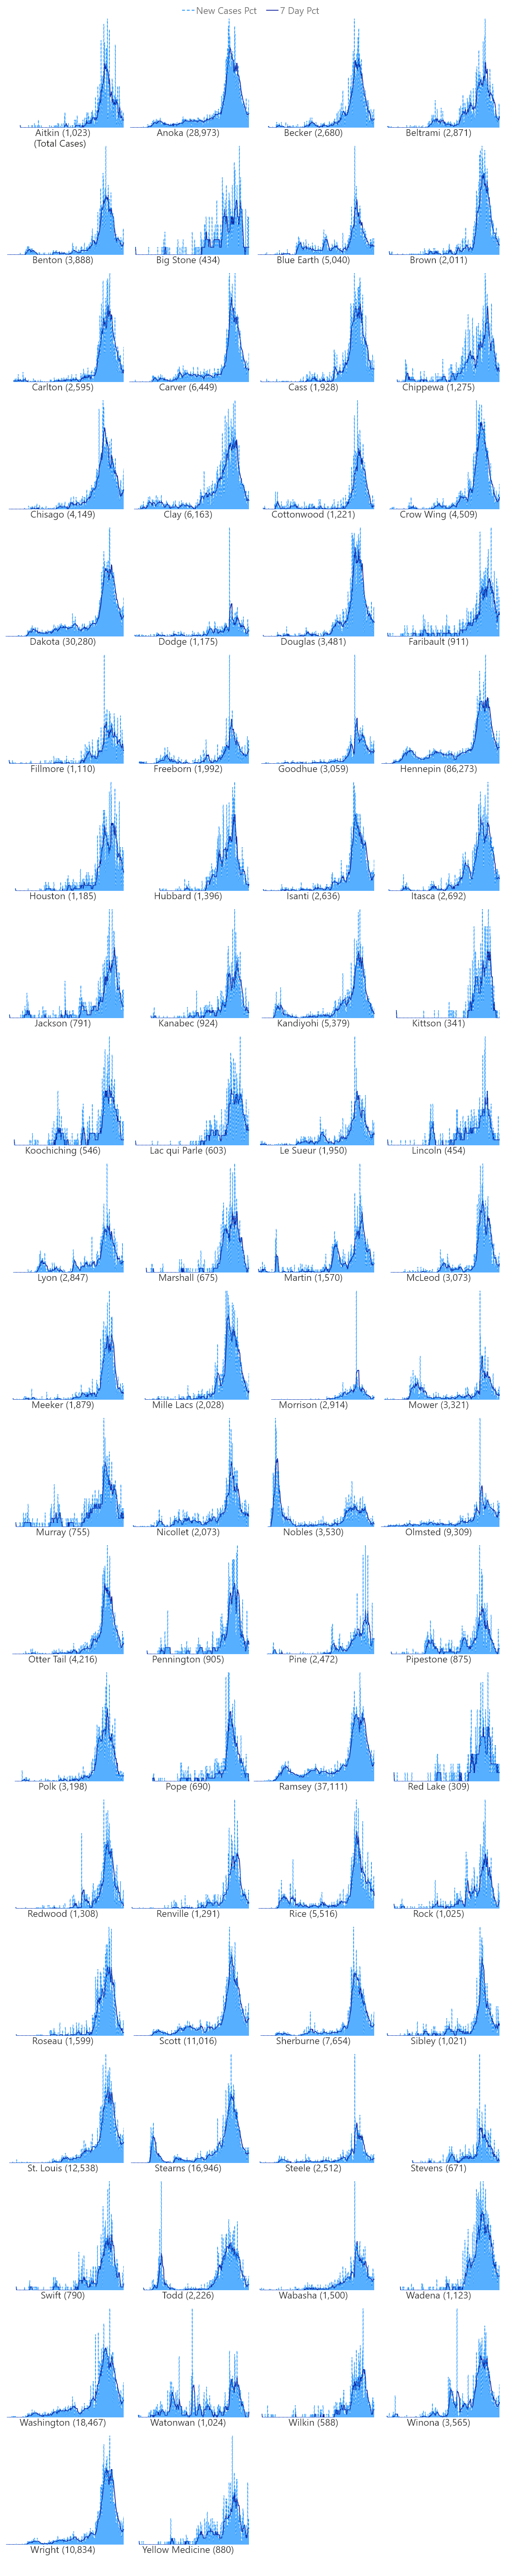 New Cases Pct 7 Day Pct
Aitkin (1,023) Anoka (28,973) Becker (2,680) Beltrami (2,871)
(Total Cases)
Benton (3,888) Big Stone (434) Blue Earth (5,040) Brown (2,011)
Carlton (2,595) Carver (6,449) Cass (1,928) Chippewa (1,275)
Chisago (4,149) Clay (6,163) Cottonwood (1,221) Crow Wing (4,509)
Dakota (30,280) Dodge (1,175) Douglas (3,481) Faribault (911)
Fillmore (1,110) Freeborn (1,992) Goodhue (3,059) Hennepin (86,273)
Houston (1,185) Hubbard (1,396) Isanti (2,636) Itasca (2,692)
Jackson (791) Kanabec (924) Kandiyohi (5,379) Kittson (341)
Koochiching (546) Lac qui Parle (603) Le Sueur (1,950) Lincoln (454)
Lyon (2,847) Marshall (675) Martin (1,570) McLeod (3,073)
Meeker (1,879) Mille Lacs (2,028) Morrison (2,914) Mower (3,321)
Murray (755) Nicollet (2,073) Nobles (3,530) Olmsted (9,309)
Otter Tail (4,216) Pennington (905) Pine (2,472) Pipestone (875)
Polk (3,198) Pope (690) Ramsey (37,111) Red Lake (309)
Redwood (1,308) Renville (1,291) Rice (5,516) Rock (1,025)
Roseau (1,599) Scott (11,016) Sherburne (7,654) Sibley (1,021)
St. Louis (12,538) Stearns (16,946) Steele (2,512) Stevens (671)
Swift (790) Todd (2,226) Wabasha (1,500) Wadena (1,123)
Washington (18,467) Watonwan (1,024) Wilkin (588) Winona (3,565)
Wright (10,834) Yellow Medicine (880)